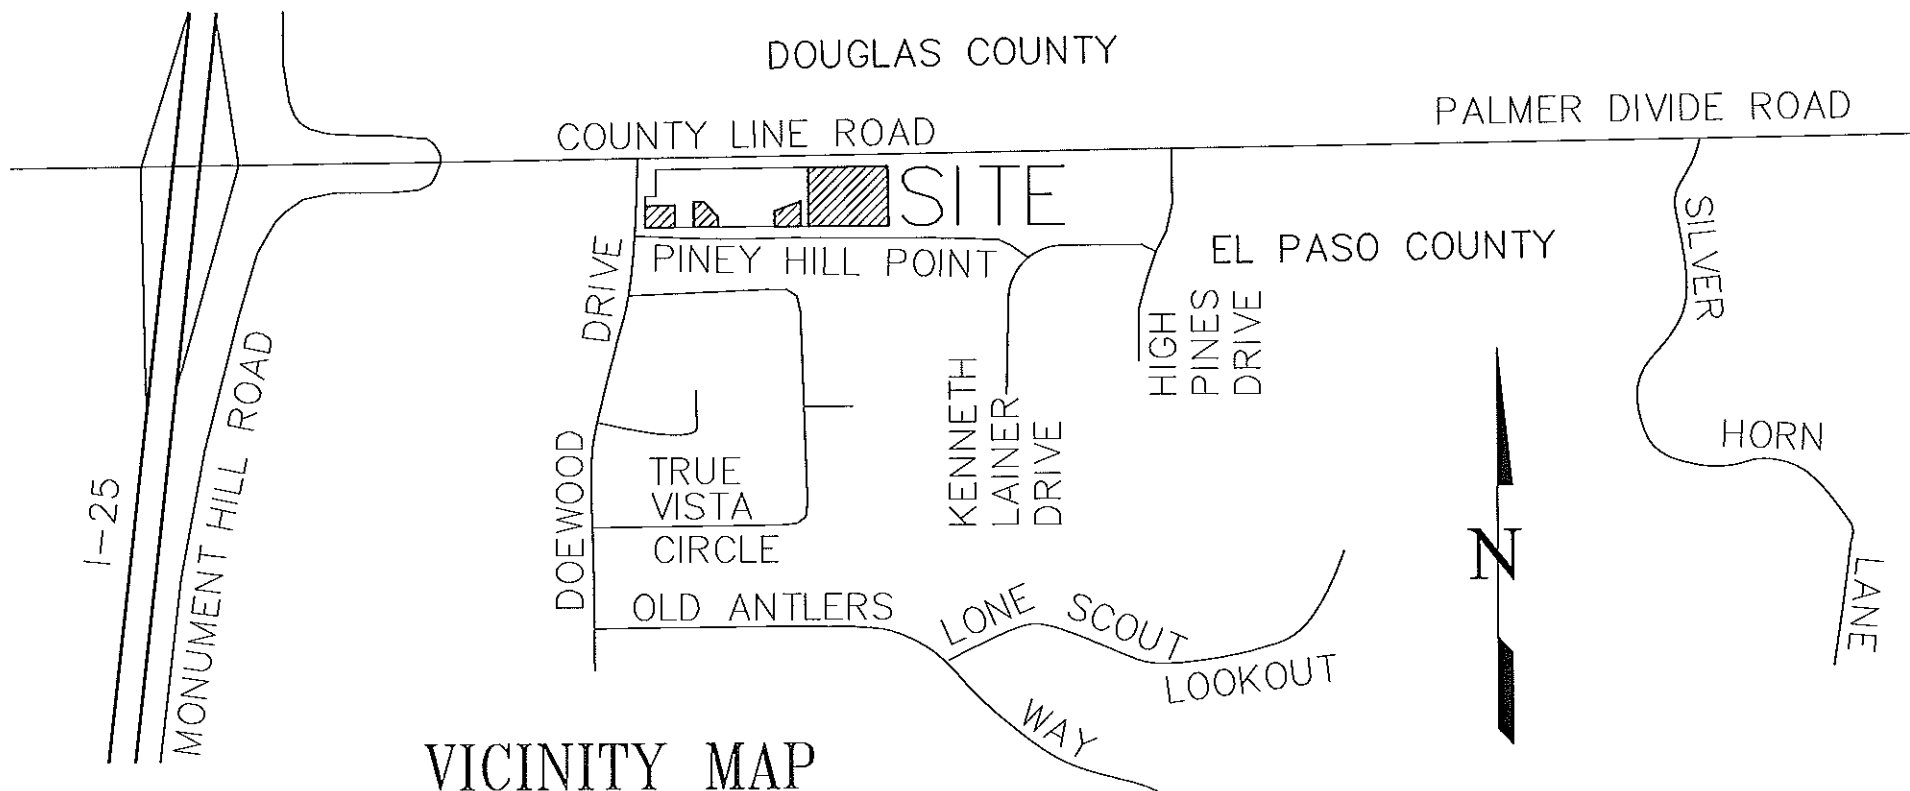 DOUGLAS COUNTY
PALMER DIVIDE ROAD
COUNTY LINE ROAD
SITE
PINEY HILL POINT
EL PASO COUNTY
DRIVE
DOEWOOD
SILVER
HORN
LANE
HIGH
PINES
DRIVE
KENNETH
LAINER
DRIVE
MONUMENT HILL ROAD
I-25
TRUE
VISTA
CIRCLE
N
OLD ANTLERS
WAY
LONE SCOUT
LOOKOUT
VICINITY MAP